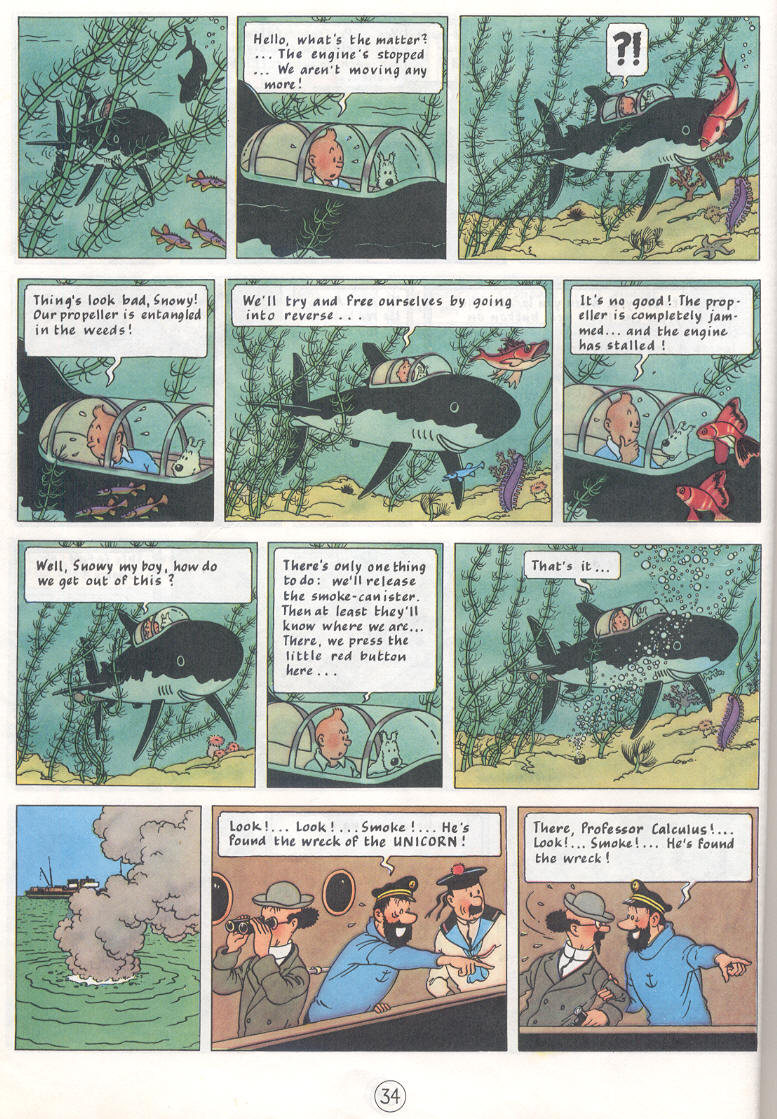 Hello, what's the matter?
... The engine's stopped
... We aren't moving any
more!
?!
Thing's look bad, Snowy!
Our propeller is entangled
in the weeds!
We'll try and free ourselves by going
into reverse...
It's no good! The prop-
eller is completely jam-
med... and the engine
has stalled!
Well, Snowy my boy, how do
we get out of this?
There's only one thing
to do: we'll release
the smoke-canister.
Then at least they'll
know where we are...
There, we press the
little red button
here...
That's it...
Look!... Look!...Smoke!... He's
found the wreck of the UNICORN!
There, Professor Calculus!...
Look!...Smoke!... He's found
the wreck!
34